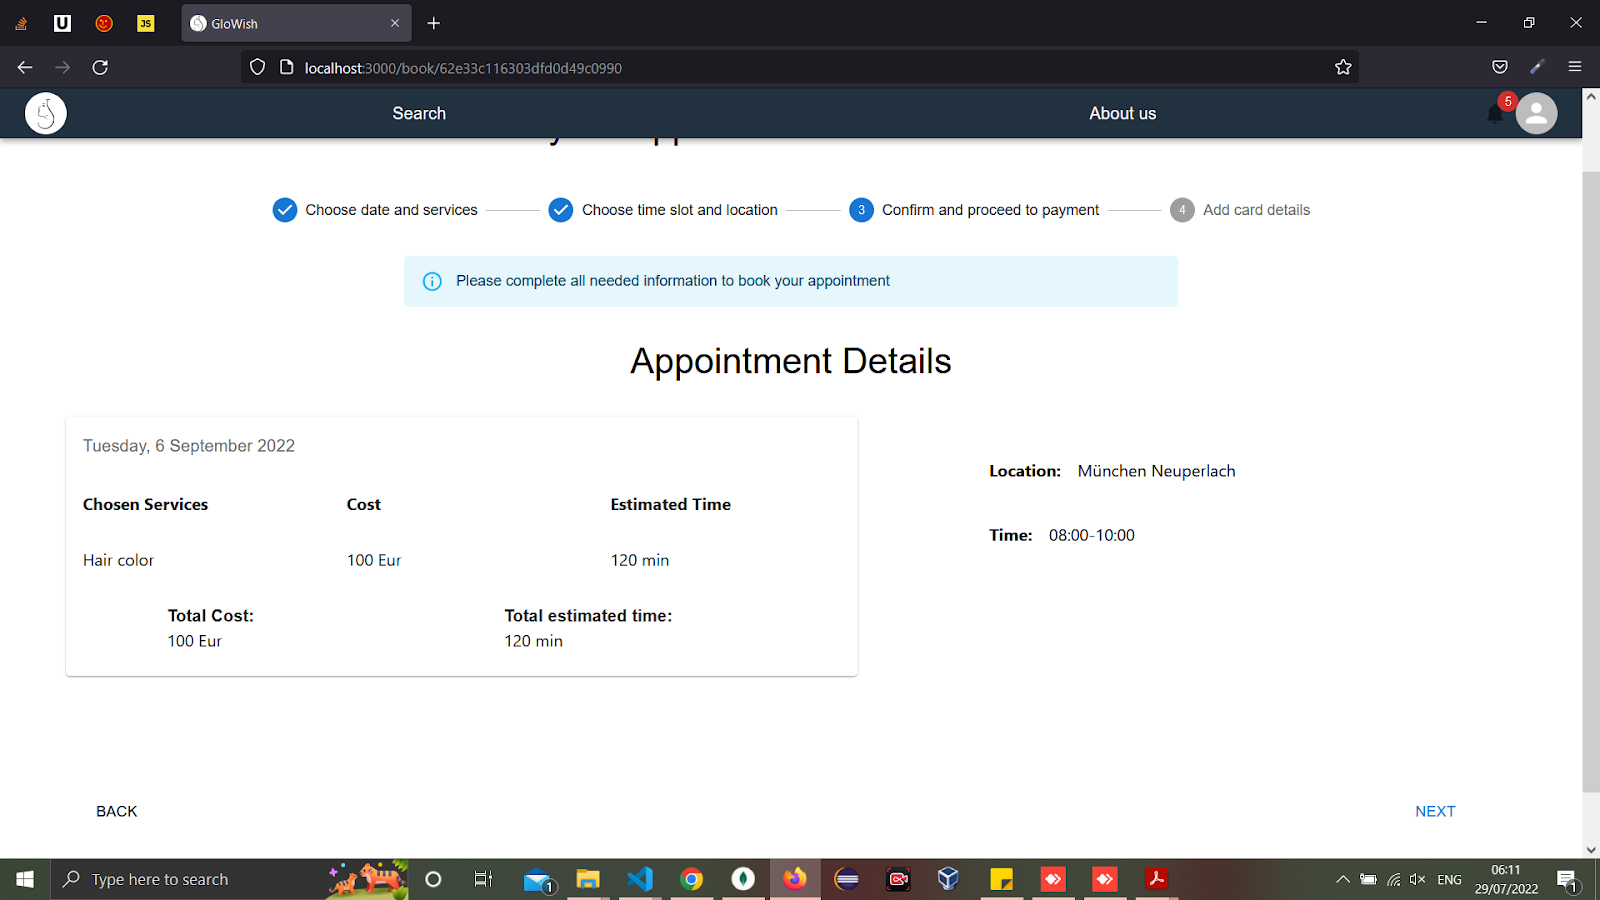 U
JS
GloWish
localhost:3000/book/62e33c116303dfd0d49c0990
Search
About us
5
Choose date and services
Choose time slot and location
3 Confirm and proceed to payment
4 Add card details
Please complete all needed information to book your appointment
Appointment Details
Tuesday, 6 September 2022
Chosen Services Cost Estimated Time
Hair color 100 Eur 120 min
Total Cost: Total estimated time:
100 Eur 120 min
Location: München Neuperlach
Time: 08:00-10:00
BACK
NEXT
Type here to search
1
ENG
06:11
29/07/2022
1